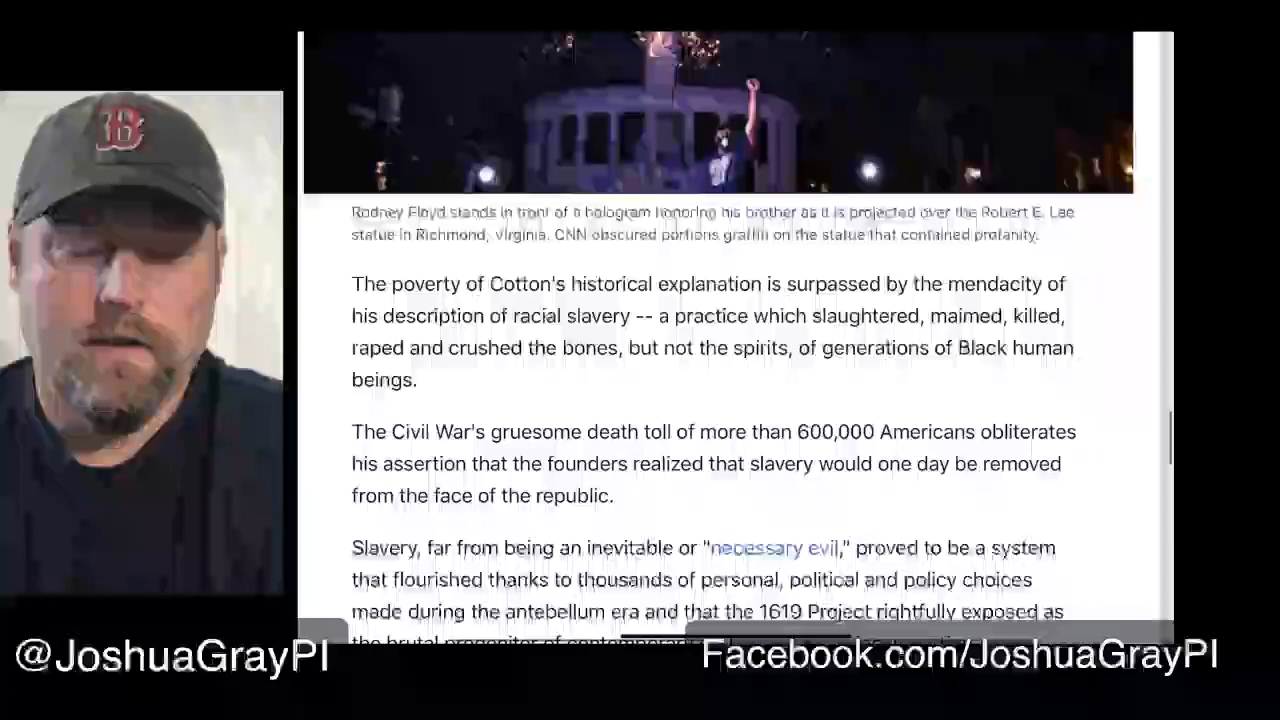 B
Rodney Floyd stands in front of a hologram honoring his brother as it is projected over the Robert E. Lee
statue in Richmond, Virginia. CNN obscured portions graffiti on the statue that contained profanity.
The poverty of Cotton's historical explanation is surpassed by the mendacity of
his description of racial slavery -- a practice which slaughtered, maimed, killed,
raped and crushed the bones, but not the spirits, of generations of Black human
beings.
The Civil War's gruesome death toll of more than 600,000 Americans obliterates
his assertion that the founders realized that slavery would one day be removed
from the face of the republic.
Slavery, far from being an inevitable or "necessary evil," proved to be a system
that flourished thanks to thousands of personal, political and policy choices
made during the antebellum era and that the 1619 Project rightfully exposed as
the brutal progenitor of contemporary
@JoshuaGrayPI
Facebook.com/JoshuaGrayPI